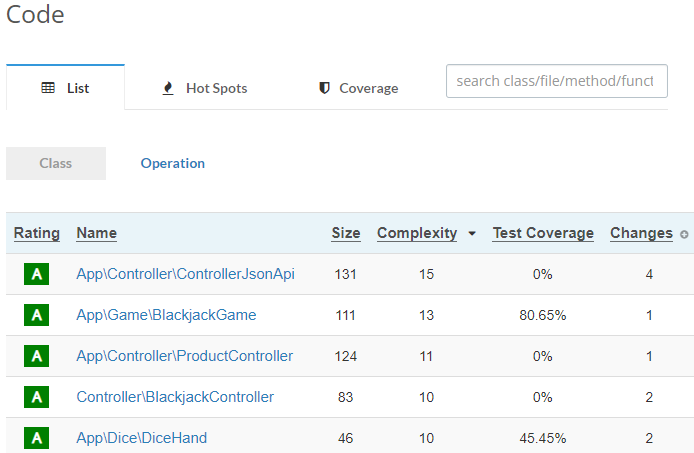 Code
List Hot Spots Coverage search class/file/method/funct
Class Operation
Rating Name Size Complexity Test Coverage Changes
A App\Controller\ControllerJsonApi 131 15 0% 4
A App\Game\BlackjackGame 111 13 80.65% 1
A App\Controller\ProductController 124 11 0% 1
A Controller\BlackjackController 83 10 0% 2
A App\Dice\DiceHand 46 10 45.45% 2